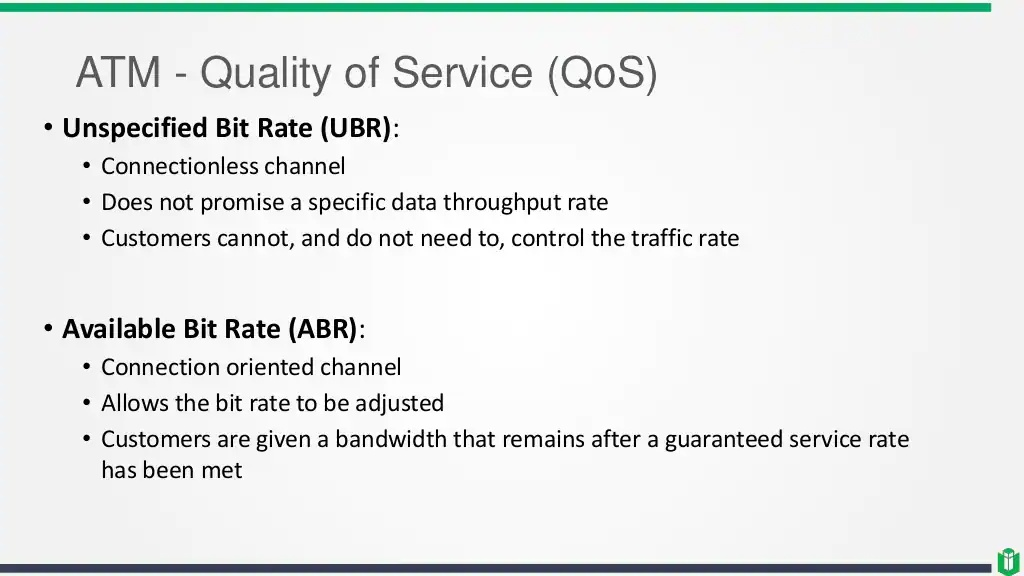 ATM - Quality of Service (QoS)
• Unspecified Bit Rate (UBR):
• Connectionless channel
• Does not promise a specific data throughput rate
• Customers cannot, and do not need to, control the traffic rate
• Available Bit Rate (ABR):
• Connection oriented channel
• Allows the bit rate to be adjusted
• Customers are given a bandwidth that remains after a guaranteed service rate
has been met